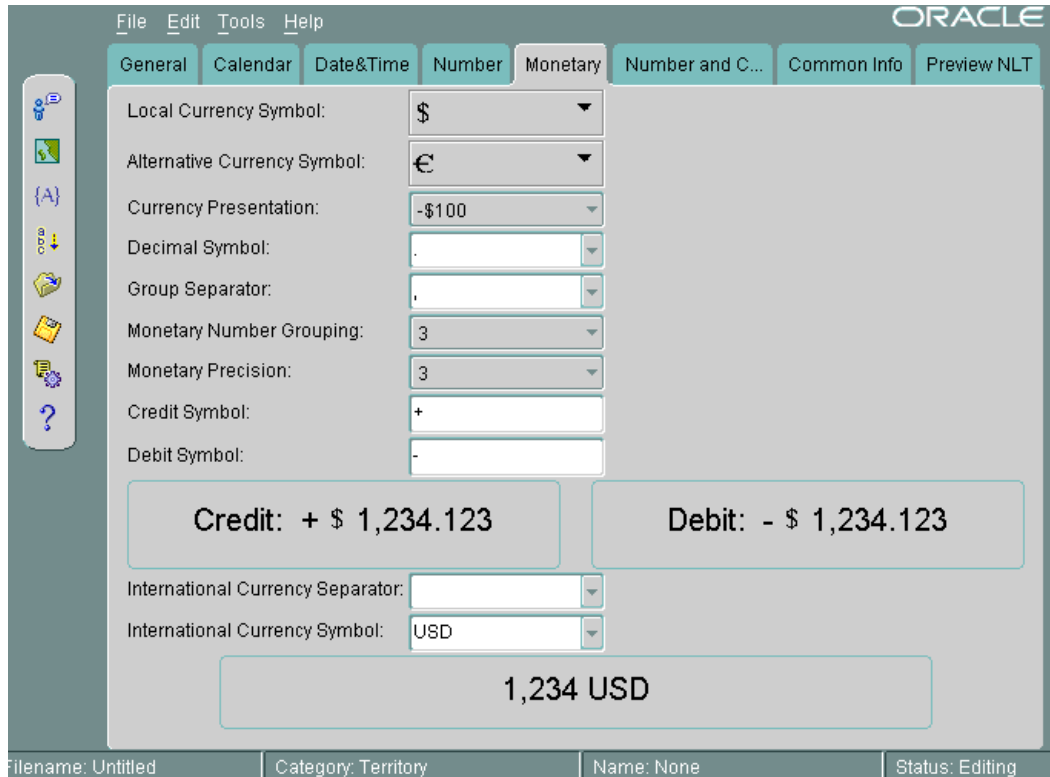 File Edit Tools Help ORACLE
General Calendar Date&Time Number Monetary Number and C... Common Info Preview NLT
Local Currency Symbol: $
Alternative Currency Symbol: €
{A}
Currency Presentation: -$100
a b c
Decimal Symbol: .
Group Separator: ,
Monetary Number Grouping: 3
Monetary Precision: 3
?
Credit Symbol: +
Debit Symbol: -
Credit: + $ 1,234.123 Debit: - $ 1,234.123
International Currency Separator:
International Currency Symbol: USD
1,234 USD
Filename: Untitled Category: Territory Name: None Status: Editing